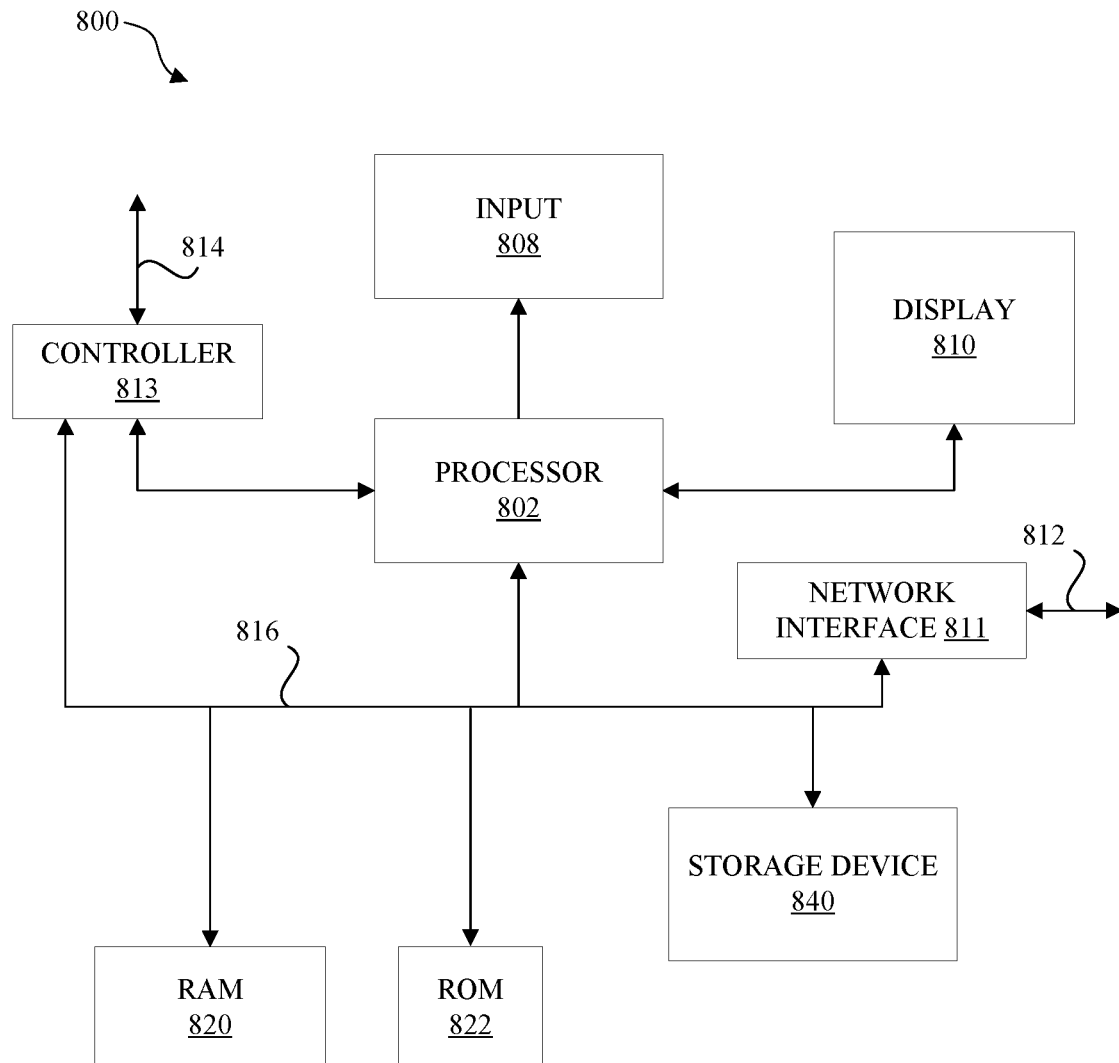 800
INPUT
808
814
DISPLAY
810
CONTROLLER
813
PROCESSOR
802
812
NETWORK
INTERFACE 811
816
STORAGE DEVICE
840
RAM
820
ROM
822